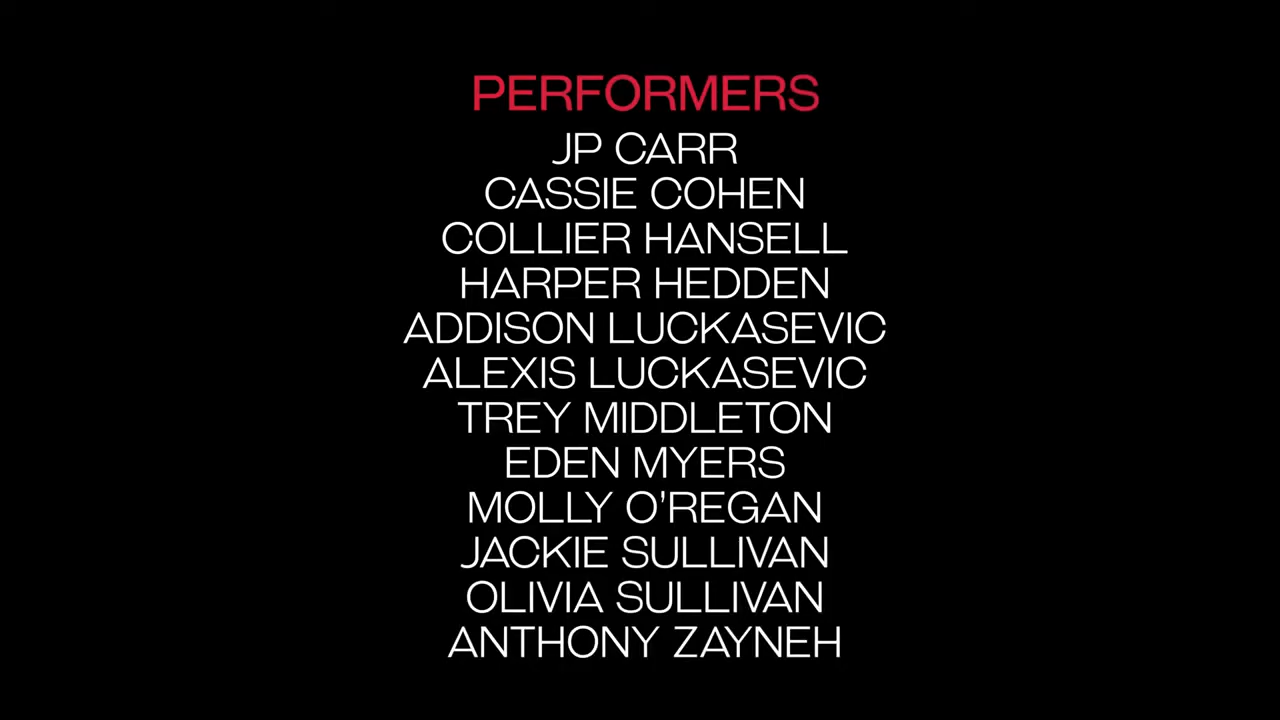 PERFORMERS
JP CARR
CASSIE COHEN
COLLIER HANSELL
HARPER HEDDEN
ADDISON LUCKASEVIC
ALEXIS LUCKASEVIC
TREY MIDDLETON
EDEN MYERS
MOLLY O’REGAN
JACKIE SULLIVAN
OLIVIA SULLIVAN
ANTHONY ZAYNEH